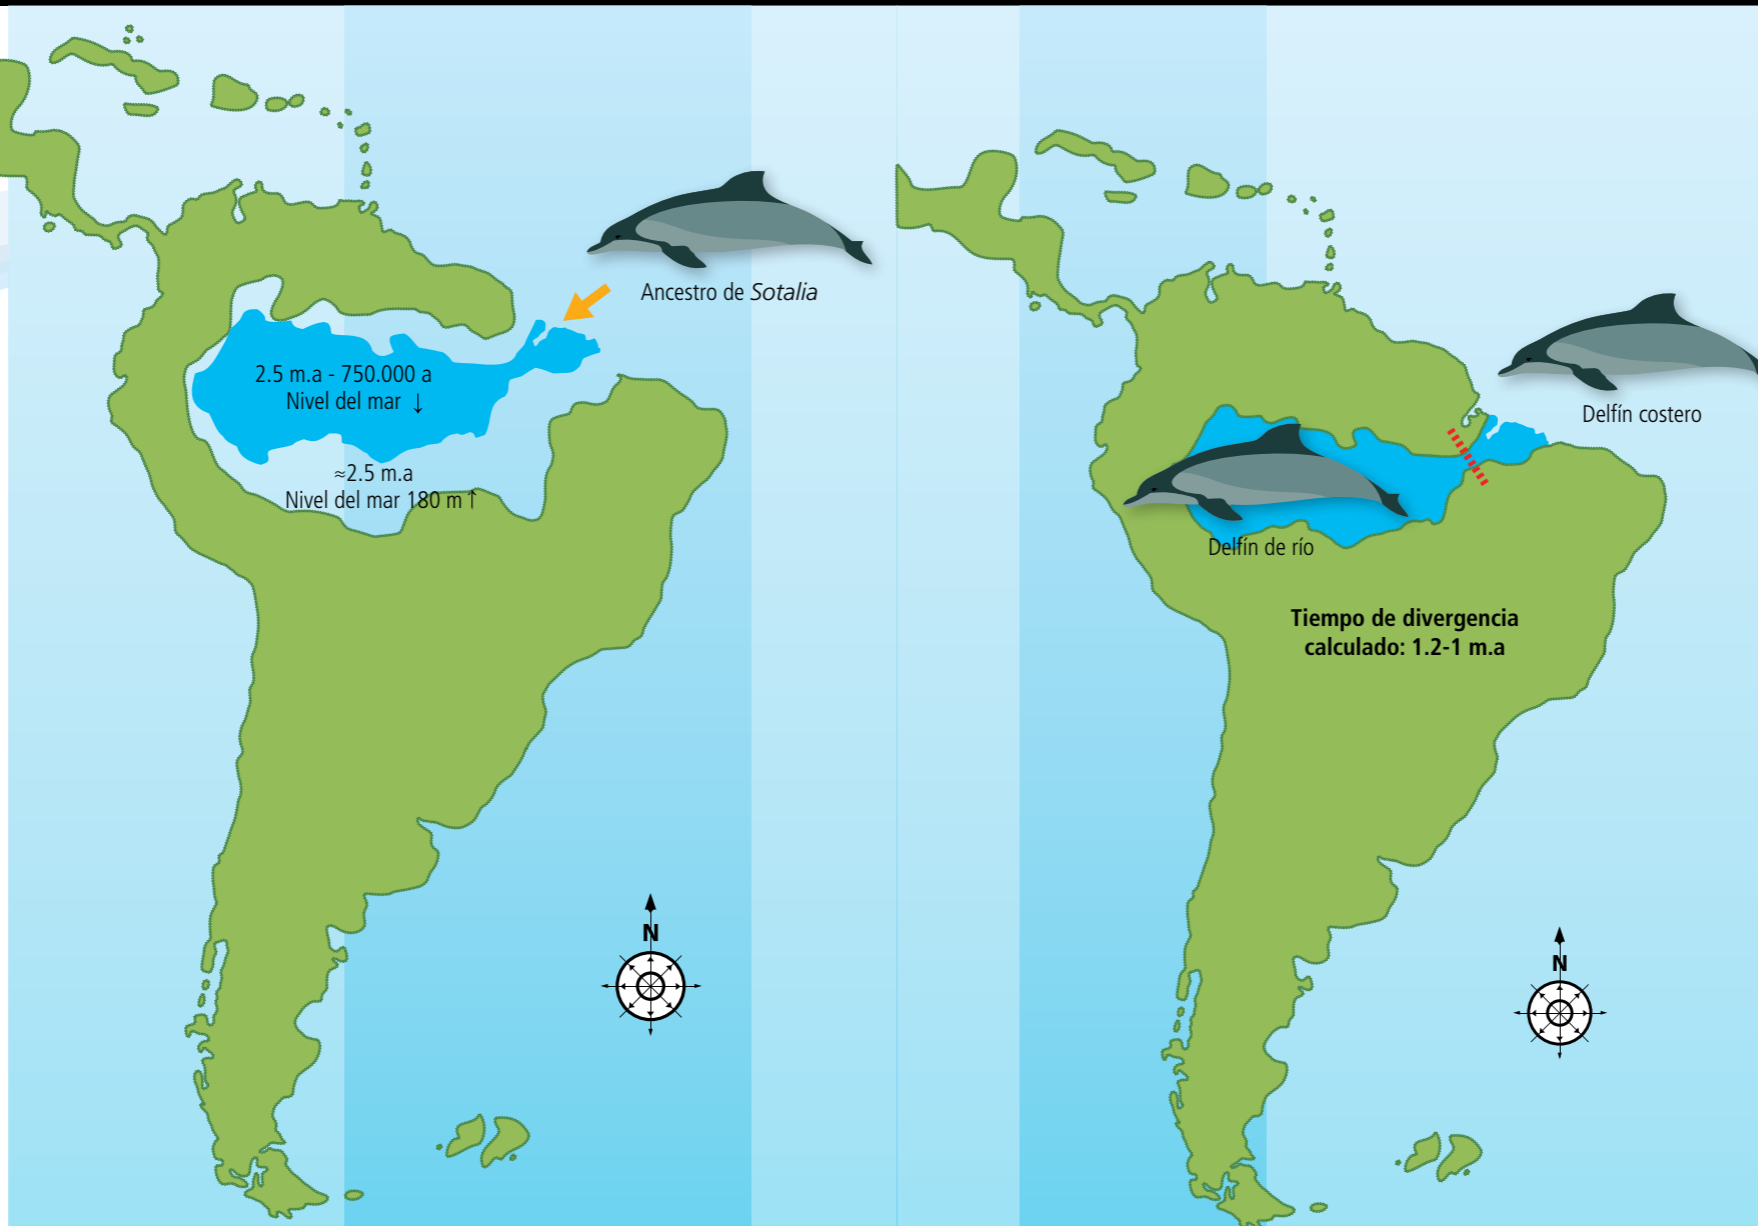 Ancestro de Sotalia
2.5 m.a - 750.000 a
Nivel del mar ↓
≈2.5 m.a
Nivel del mar 180 m ↑
N
Delfín costero
Delfín de río
Tiempo de divergencia
calculado: 1.2-1 m.a
N